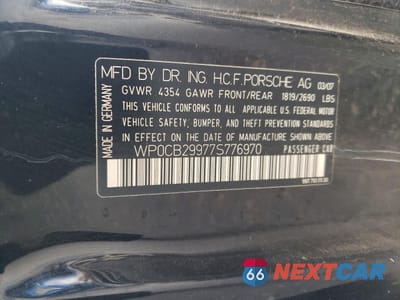 MFD BY DR. ING. H.C.F.PORSCHE AG 03/07
GVWR 4354 GAWR FRONT/REAR 1819/2690 LBS
THIS VEHICLE CONFORMS TO ALL APPLICABLE U.S. FEDERAL MOTOR
VEHICLE SAFETY, BUMPER, AND THEFT PREVENTION STANDARDS
IN EFFECT ON THE DATE OF MANUFACTURE SHOWN ABOVE
WP0CB29977S776970 PASSENGER CAR
MADE IN GERMANY
66 NEXTCAR